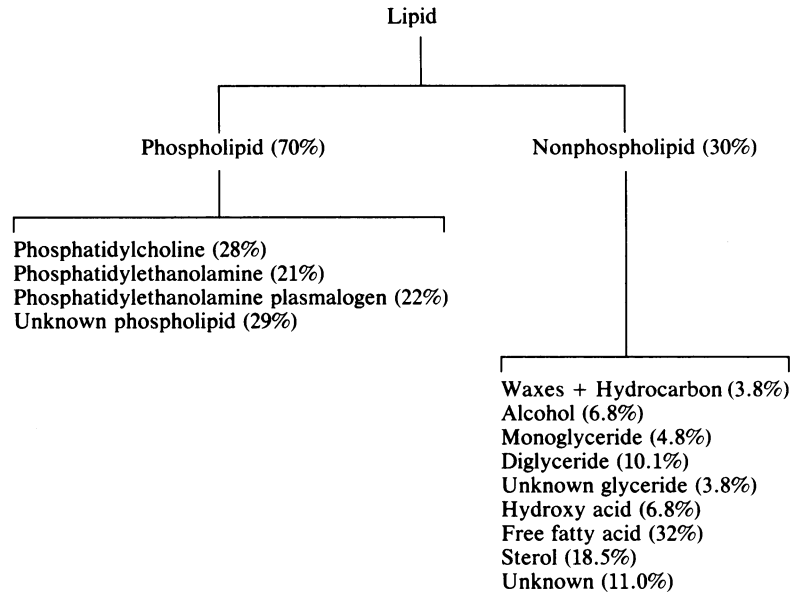 Lipid
Phospholipid (70%)
Nonphospholipid (30%)
Phosphatidylcholine (28%)
Phosphatidylethanolamine (21%)
Phosphatidylethanolamine plasmalogen (22%)
Unknown phospholipid (29%)
Waxes + Hydrocarbon (3.8%)
Alcohol (6.8%)
Monoglyceride (4.8%)
Diglyceride (10.1%)
Unknown glyceride (3.8%)
Hydroxy acid (6.8%)
Free fatty acid (32%)
Sterol (18.5%)
Unknown (11.0%)